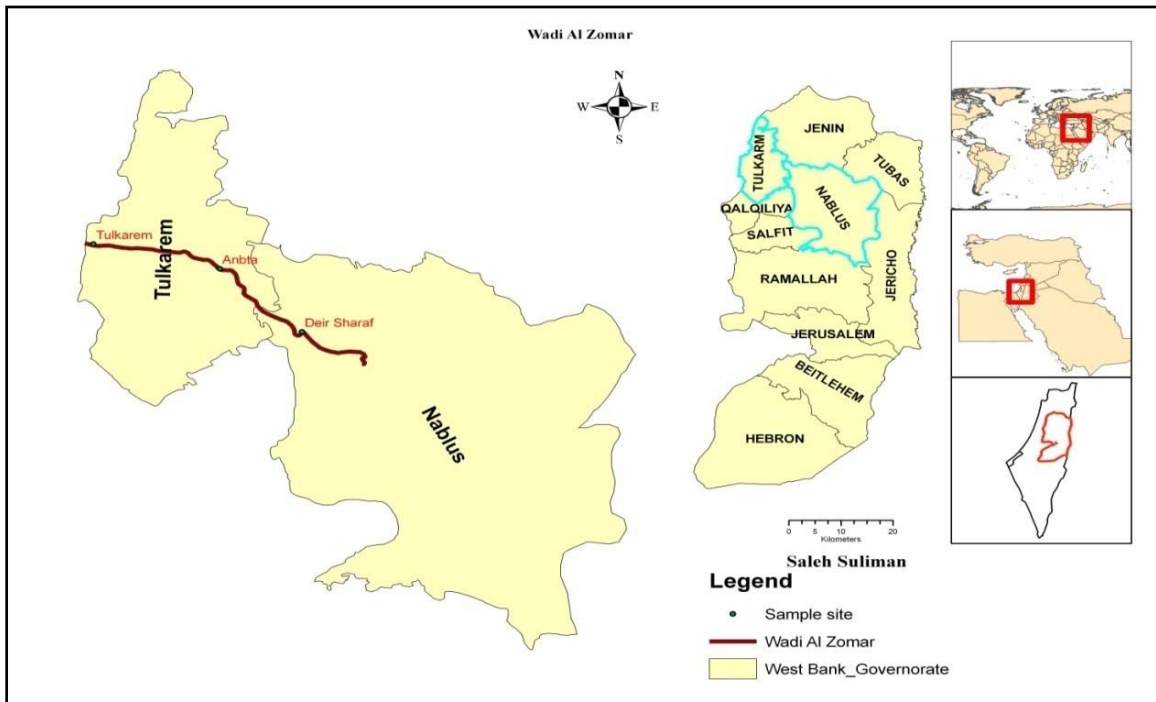 Wadi Al Zomar
N
W E
S
Tulkarem
Anbta
Deir Sharaf
Tulkarem
Nablus
JENIN
TULKARM
TUBAS
NABLUS
QALQILIYA
SALFIT
RAMALLAH
JERICHO
JERUSALEM
BEITLEHEM
HEBRON
0 5 10 20
Kilometers
Saleh Suliman
Legend
Sample site
Wadi Al Zomar
West Bank_Governorate